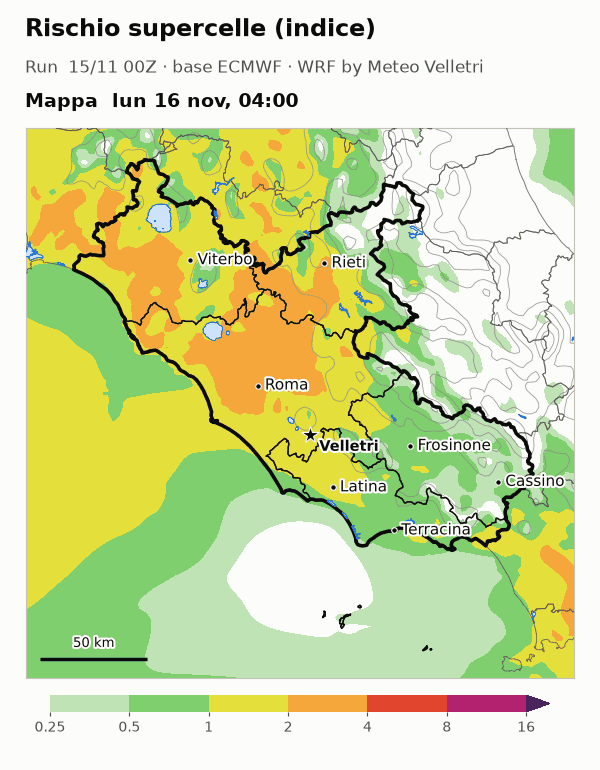 Rischio supercelle (indice)
Run  15/11 00Z · base ECMWF · WRF by Meteo Velletri
Mappa  lun 16 nov, 04:00
Viterbo
Rieti
Roma
Velletri
Frosinone
Cassino
Latina
Terracina
50 km
0.25 0.5 1 2 4 8 16